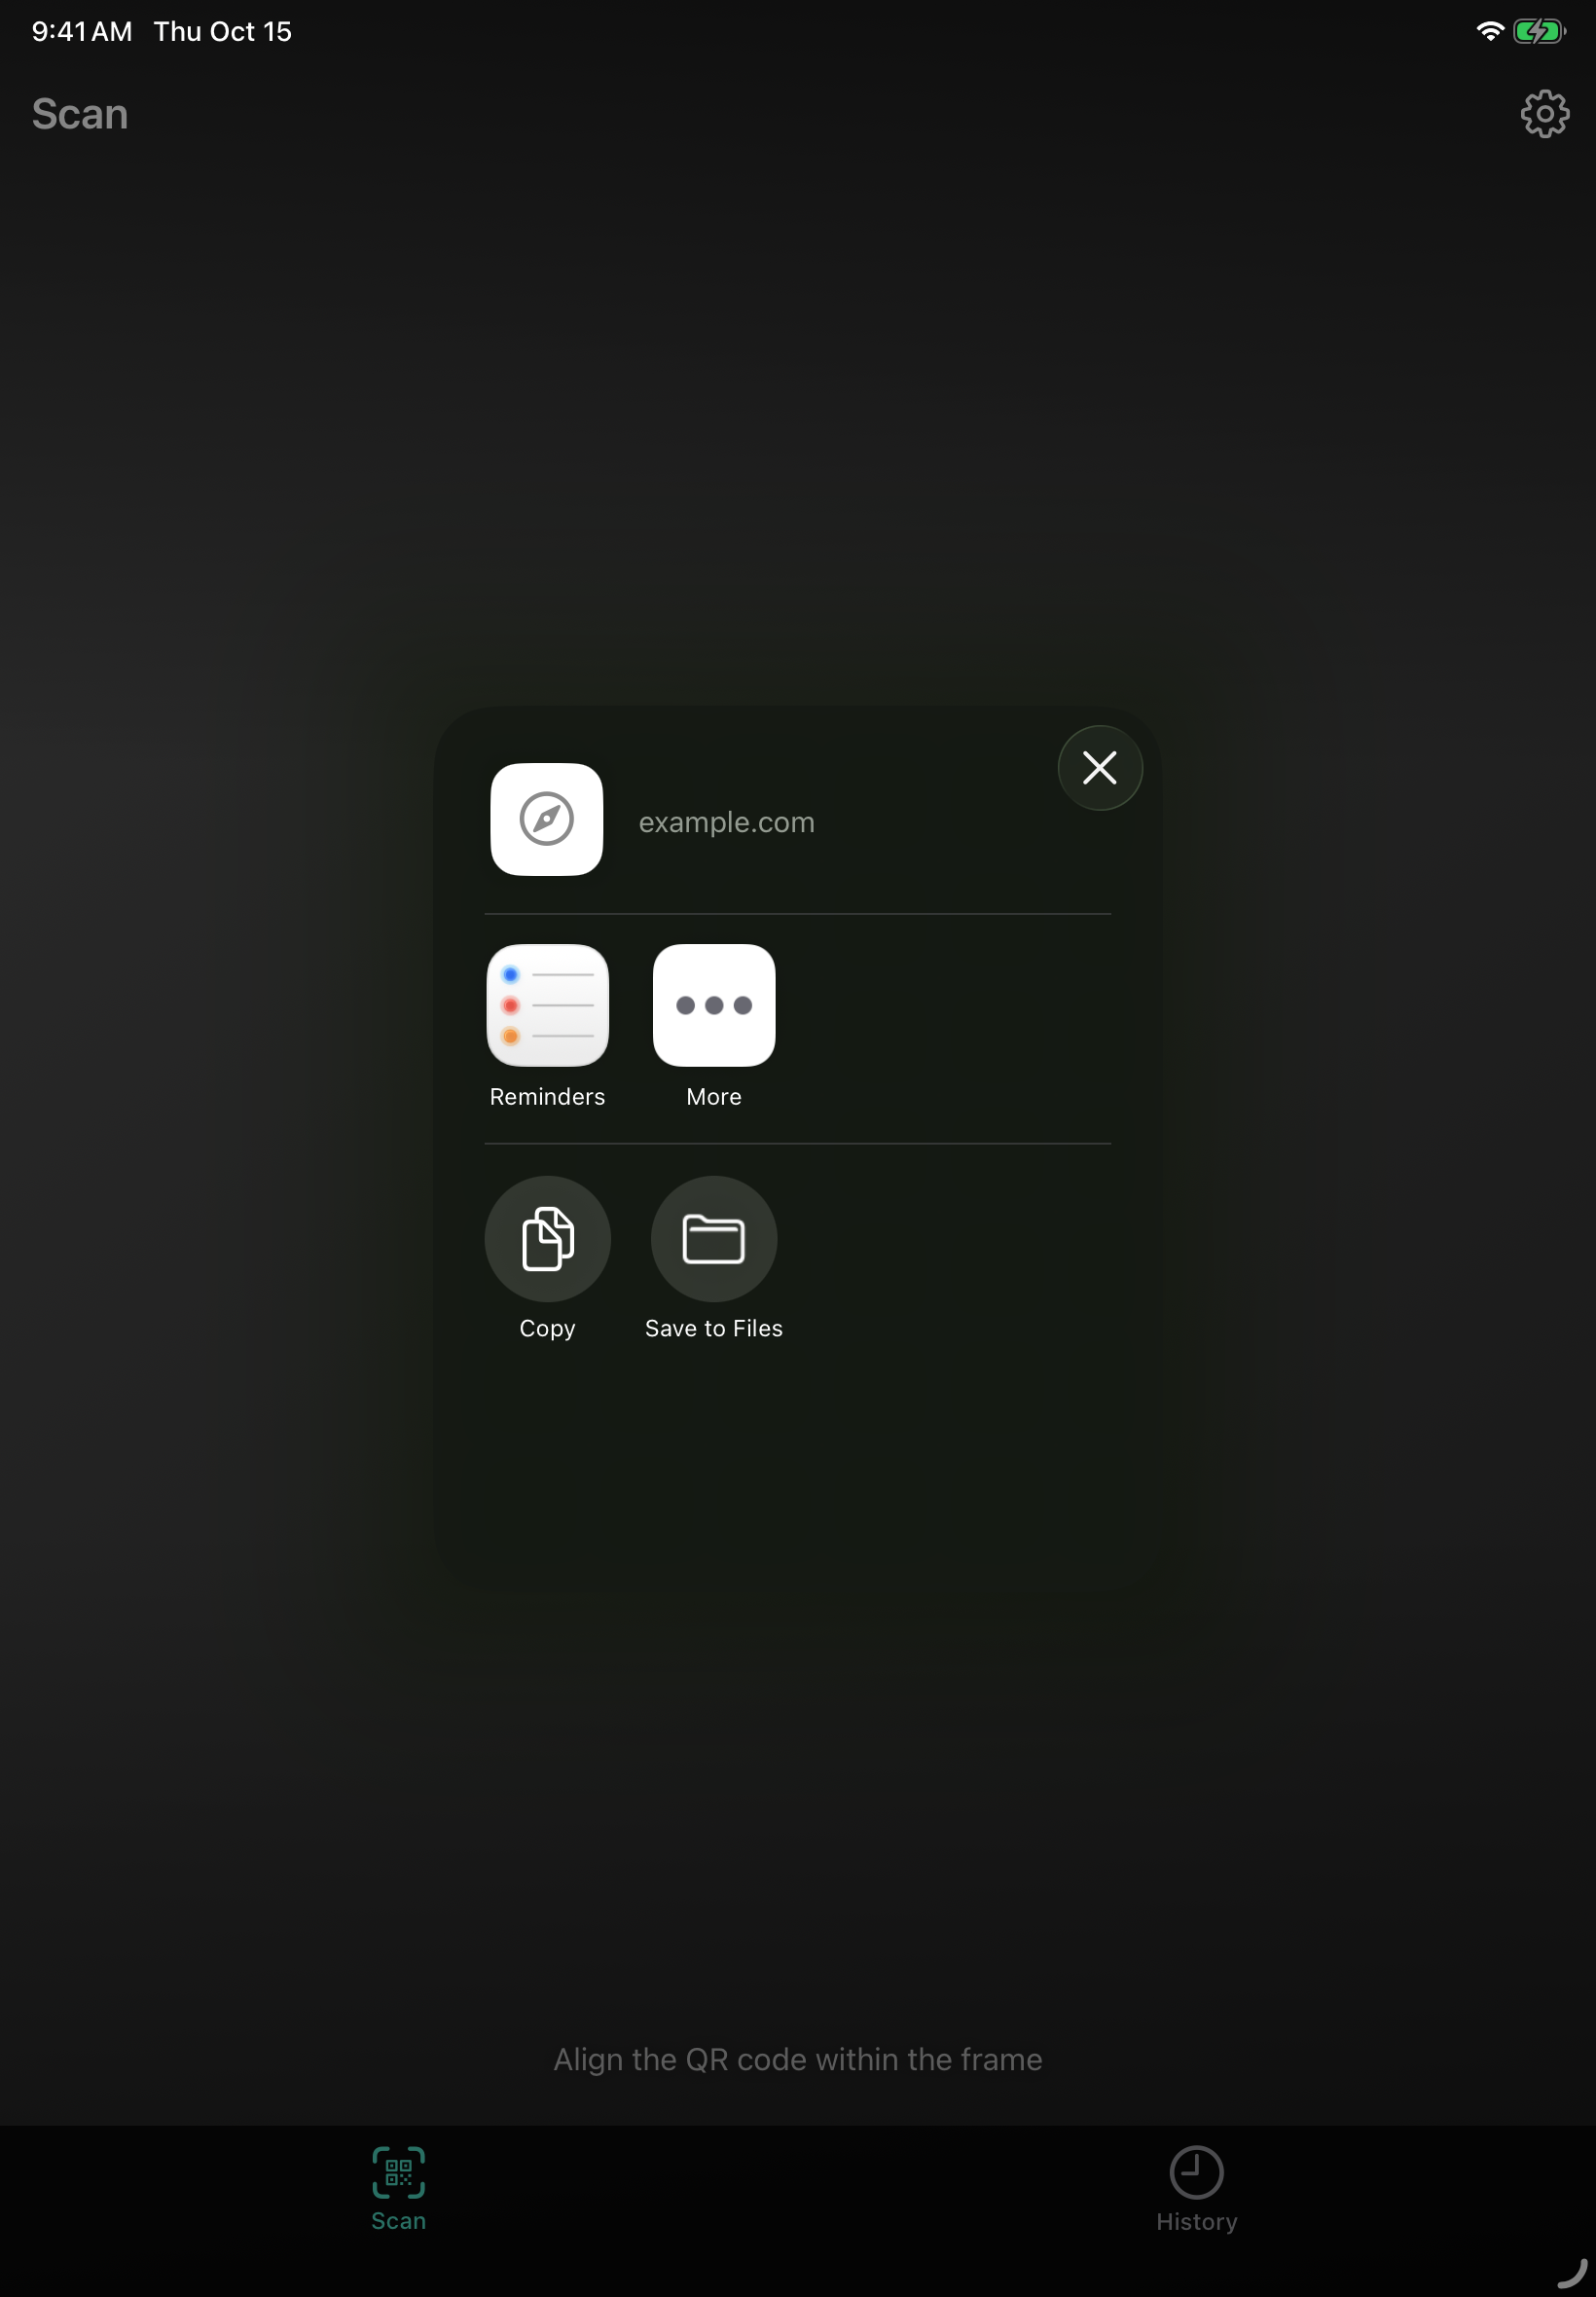 9:41 AM Thu Oct 15
Scan
example.com
Reminders More
Copy Save to Files
Align the QR code within the frame
Scan History